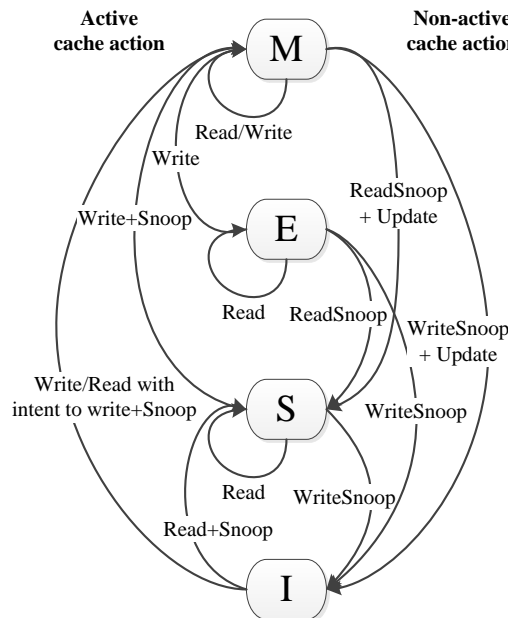 Active
cache action
Non-active
cache action
M
Read/Write
Write
ReadSnoop
+ Update
Write+Snoop
E
Read
ReadSnoop
WriteSnoop
+ Update
Write/Read with
intent to write+Snoop
WriteSnoop
S
Read
WriteSnoop
Read+Snoop
I